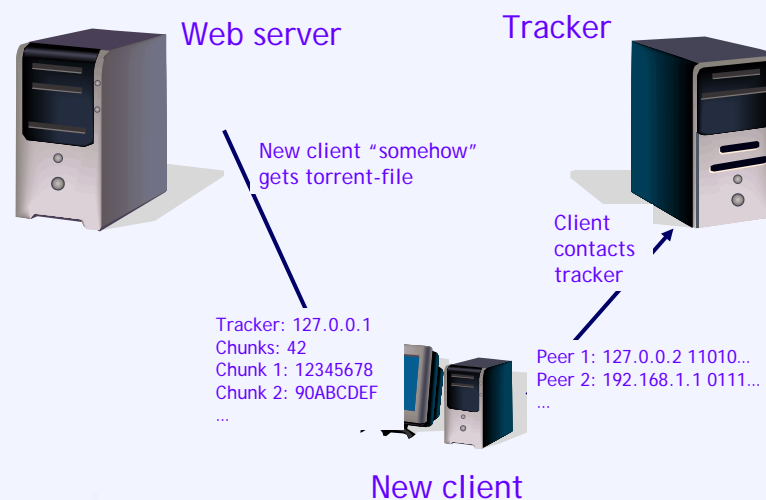 Web server
Tracker
New client “somehow”
gets torrent-file
Client
contacts
tracker
Tracker: 127.0.0.1
Chunks: 42
Chunk 1: 12345678
Chunk 2: 90ABCDEF
...
Peer 1: 127.0.0.2 11010...
Peer 2: 192.168.1.1 0111...
...
New client